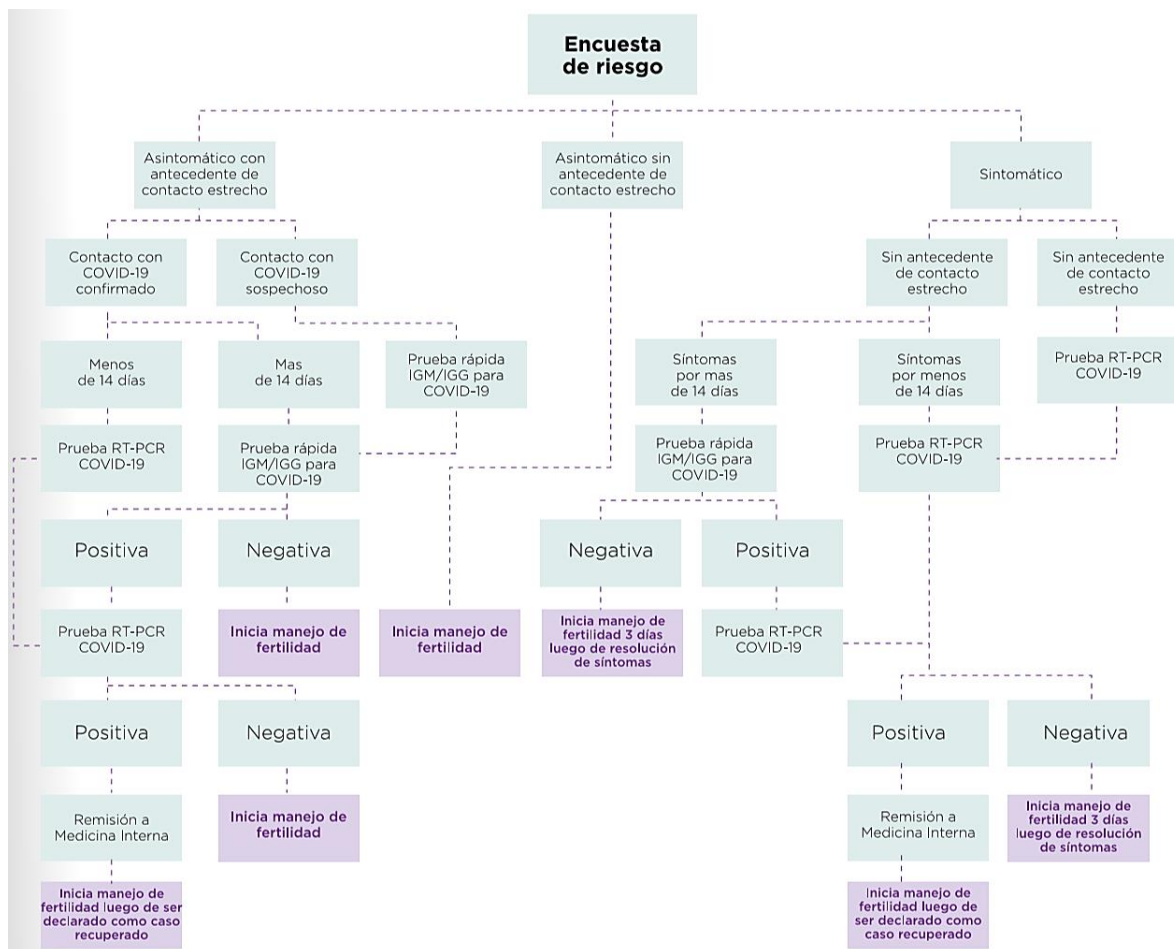 Encuesta
de riesgo
Asintomático con
antecedente de
contacto estrecho
Asintomático sin
antecedente de
contacto estrecho
Sintomático
Contacto con
COVID-19
confirmado
Contacto con
COVID-19
sospechoso
Sin antecedente
de contacto
estrecho
Sin antecedente
de contacto
estrecho
Menos
de 14 días
Mas
de 14 días
Prueba rápida
IGM/IGG para
COVID-19
Síntomas
por mas
de 14 días
Síntomas
por menos
de 14 días
Prueba RT-PCR
COVID-19
Prueba RT-PCR
COVID-19
Prueba rápida
IGM/IGG para
COVID-19
Prueba rápida
IGM/IGG para
COVID-19
Prueba RT-PCR
COVID-19
Positiva
Negativa
Negativa
Positiva
Prueba RT-PCR
COVID-19
Inicia manejo de
fertilidad
Inicia manejo de
fertilidad
Inicia manejo de
fertilidad 3 días
luego de resolución
de síntomas
Prueba RT-PCR
COVID-19
Positiva
Negativa
Positiva
Negativa
Remisión a
Medicina Interna
Inicia manejo de
fertilidad
Remisión a
Medicina Interna
Inicia manejo de
fertilidad 3 días
luego de resolución
de síntomas
Inicia manejo de
fertilidad luego de ser
declarado como caso
recuperado
Inicia manejo de
fertilidad luego de
ser declarado como
caso recuperado